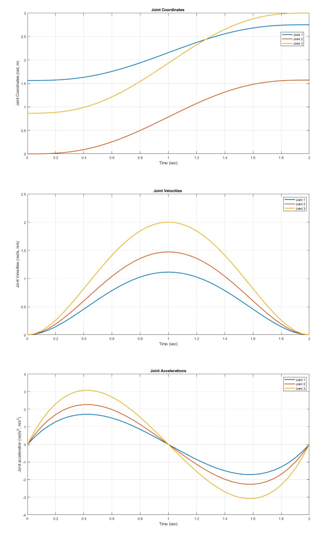 Joint Coordinates
3
2.5
2
1.5
1
0.5
0
Joint Coordinates (rad, m)
Joint 1
Joint 2
Joint 3
0 0.2 0.4 0.6 0.8 1 1.2 1.4 1.6 1.8 2
Time (sec)
Joint Velocities
2.5
2
1.5
1
0.5
0
Joint Velocities (rad/s, m/s)
Joint 1
Joint 2
Joint 3
0 0.2 0.4 0.6 0.8 1 1.2 1.4 1.6 1.8 2
Time (sec)
Joint Accelerations
4
3
2
1
0
-1
-2
-3
-4
Joint acceleration (rad/s², m/s²)
Joint 1
Joint 2
Joint 3
0 0.2 0.4 0.6 0.8 1 1.2 1.4 1.6 1.8 2
Time (sec)